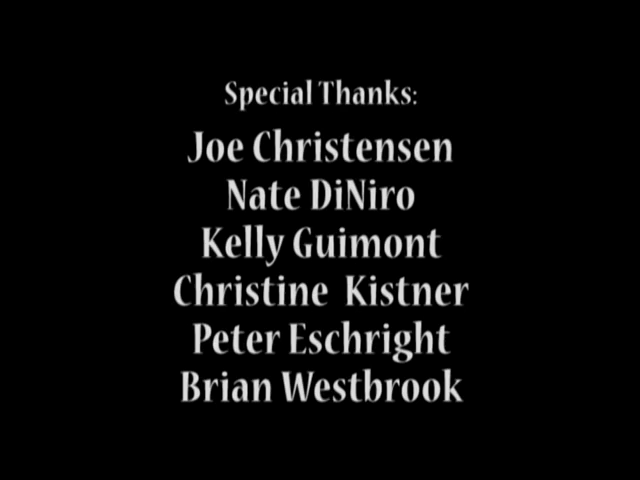 Special Thanks:
Joe Christensen
Nate DiNiro
Kelly Guimont
Christine Kistner
Peter Eschright
Brian Westbrook